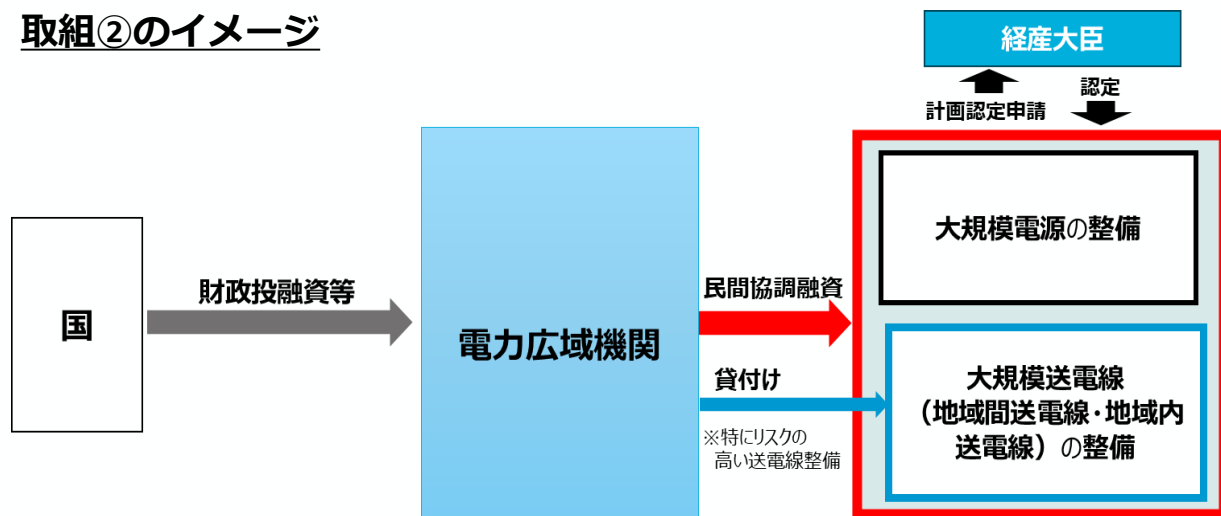 取組②のイメージ
経産大臣
計画認定申請
認定
国
財政投融資等
電力広域機関
民間協調融資
貸付け
※特にリスクの
高い送電線整備
大規模電源の整備
大規模送電線
（地域間送電線・地域内
送電線）の整備